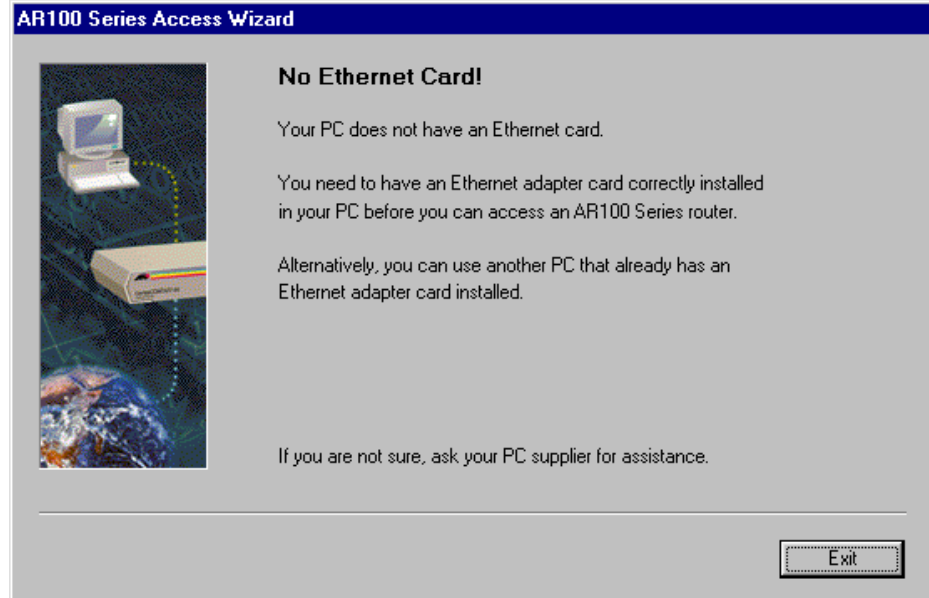 AR100 Series Access Wizard
No Ethernet Card!
Your PC does not have an Ethernet card.
You need to have an Ethernet adapter card correctly installed
in your PC before you can access an AR100 Series router.
Alternatively, you can use another PC that already has an
Ethernet adapter card installed.
If you are not sure, ask your PC supplier for assistance.
Exit